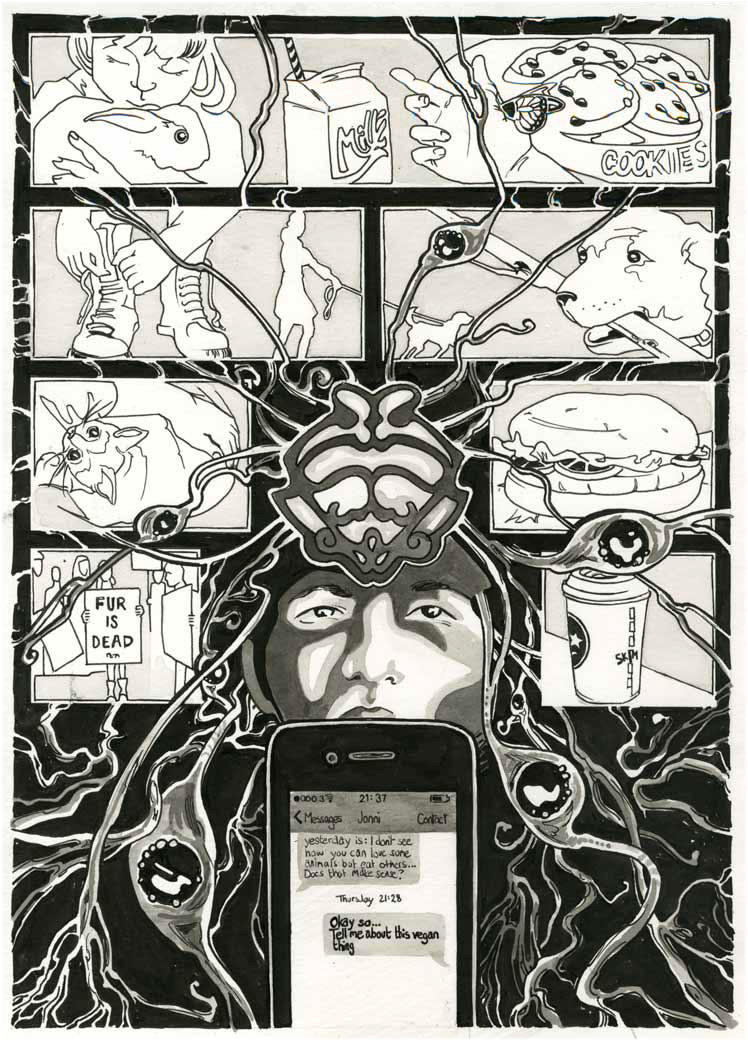 Milk
COOKIES
FUR
IS
DEAD
SKIM
3 21:37
Messages Jonni Contact
yesterday is: I don't see
how you can love some
animals but eat others...
Does that make sense?
Thursday 21:28
Okay so...
Tell me about this vegan
thing